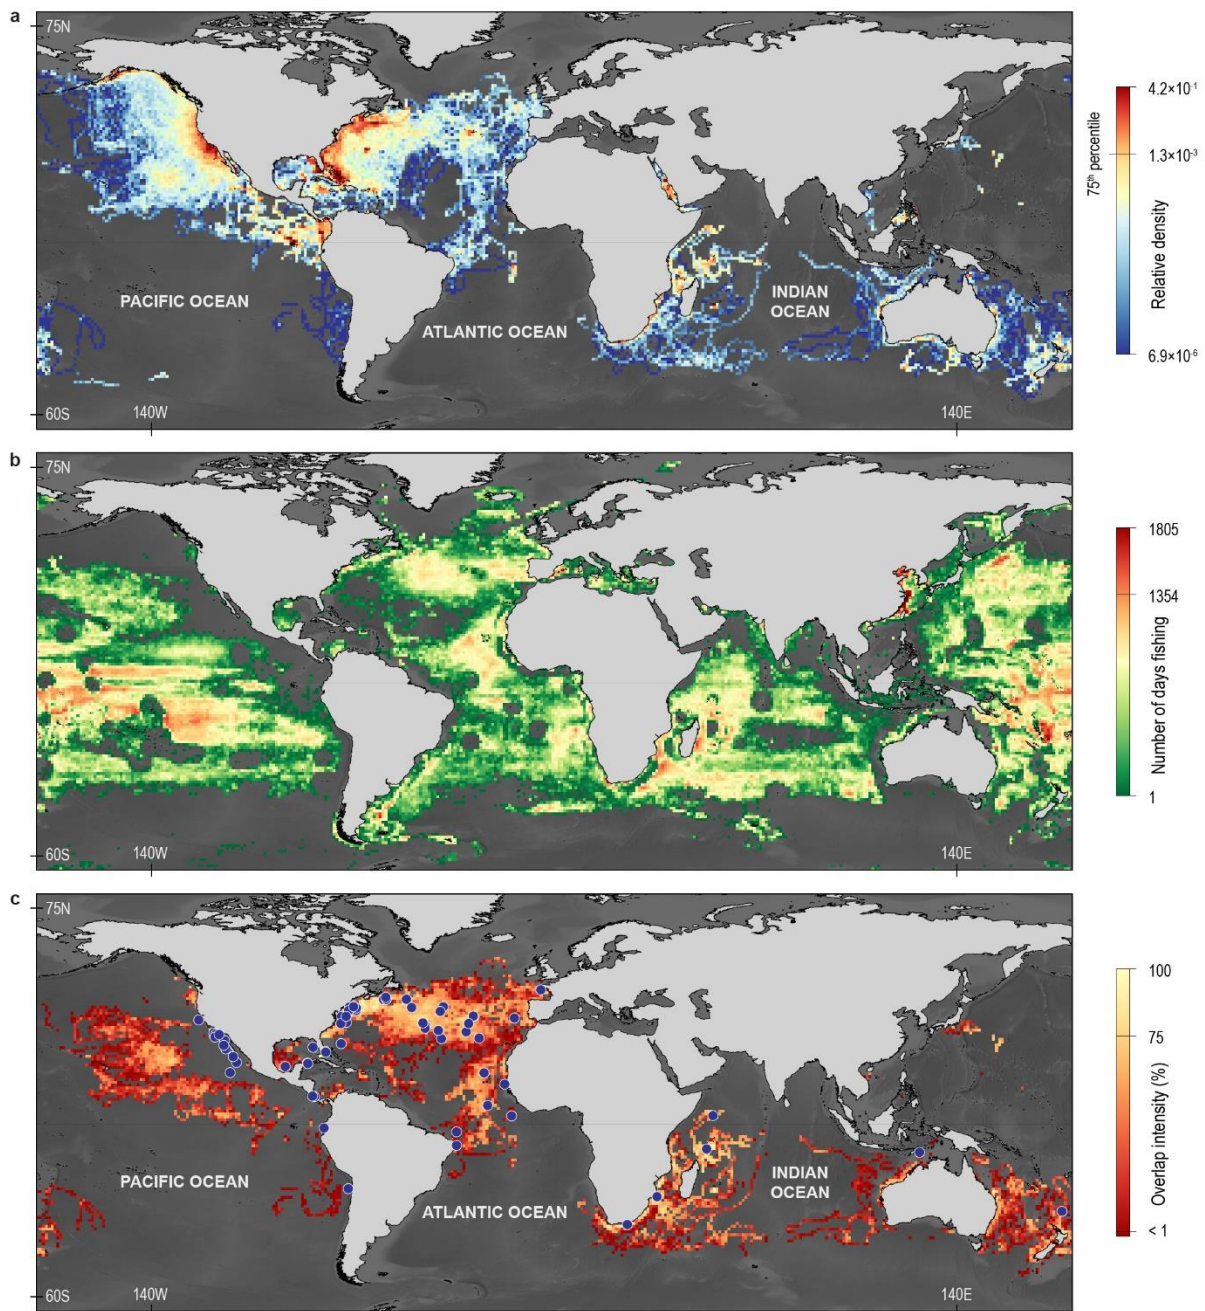 a
75N
PACIFIC OCEAN
ATLANTIC OCEAN
INDIAN
OCEAN
60S
140W
140E
75th percentile
Relative density
4.2×10⁻¹
1.3×10⁻³
6.9×10⁻⁶
b
75N
60S
140W
140E
Number of days fishing
1805
1354
1
c
75N
PACIFIC OCEAN
ATLANTIC OCEAN
INDIAN
OCEAN
60S
140W
140E
Overlap intensity (%)
100
75
< 1